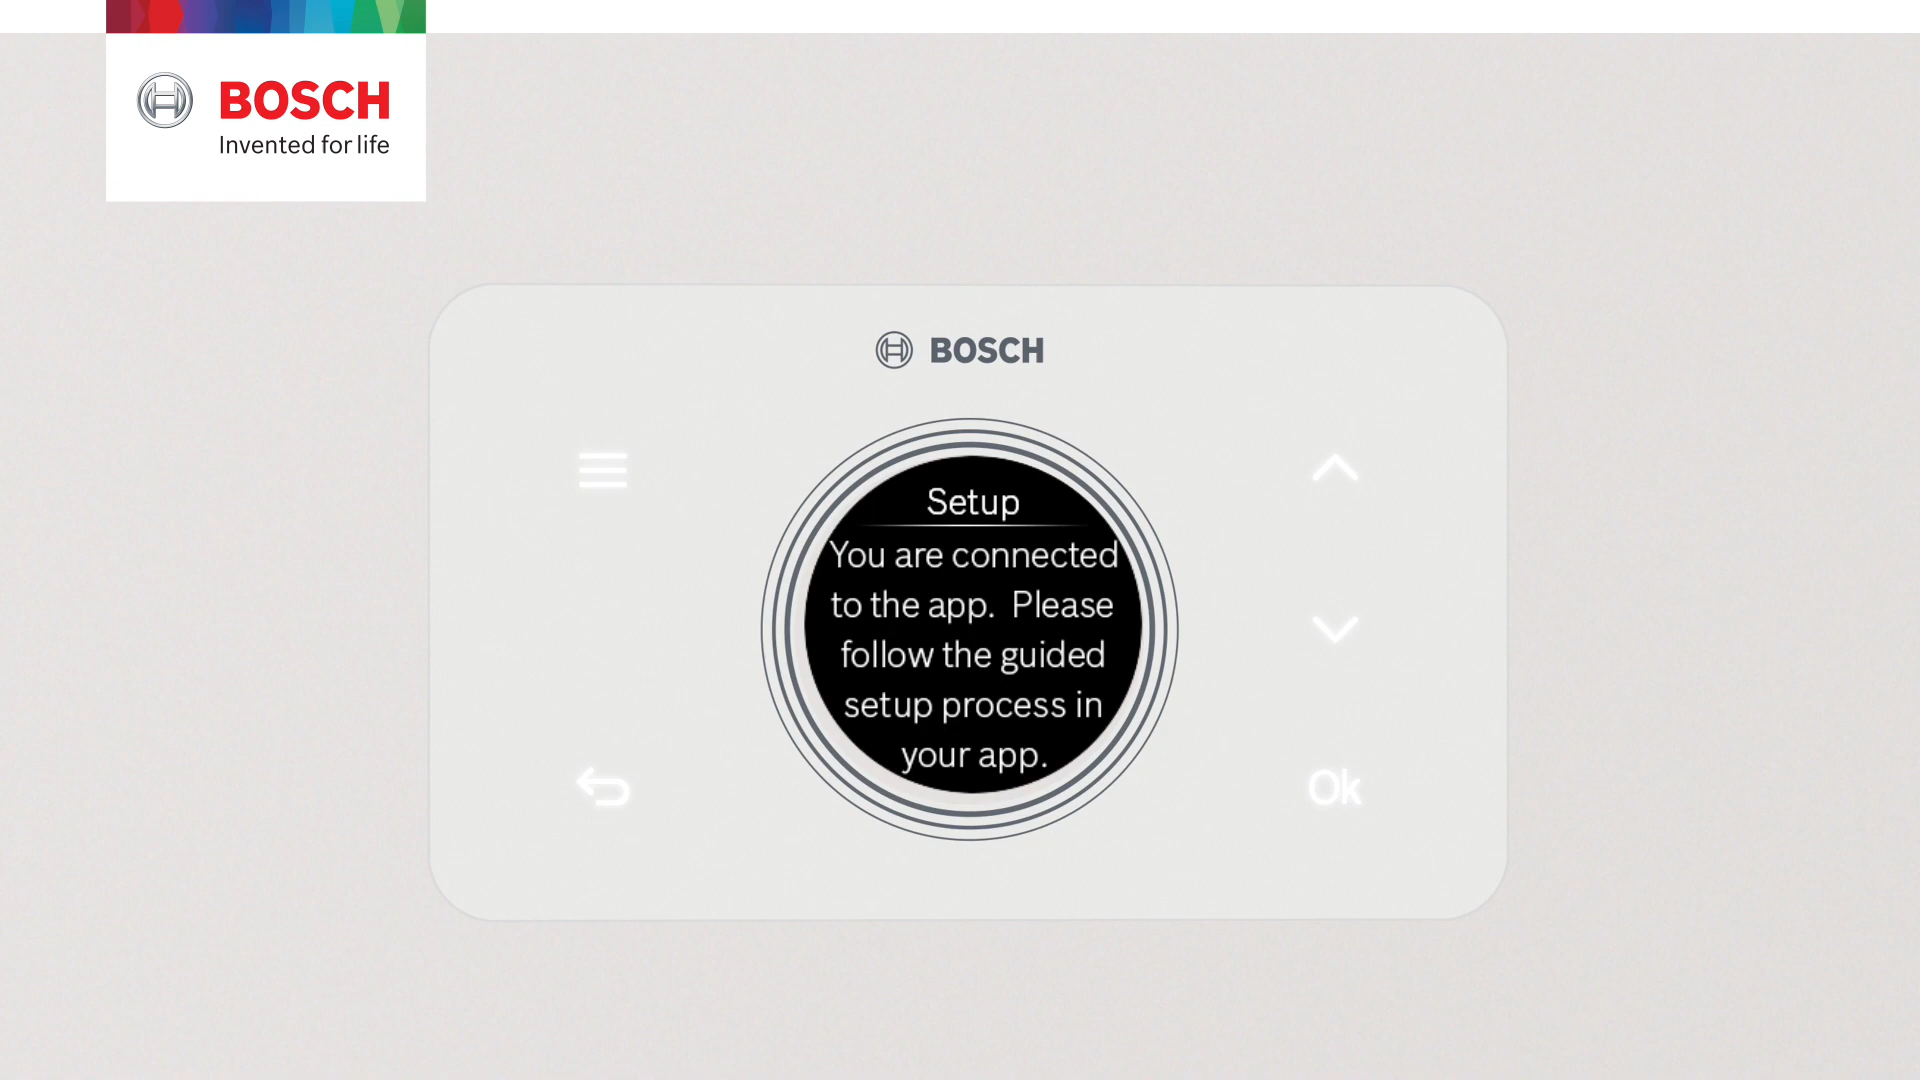 BOSCH
Invented for life
BOSCH
Setup
You are connected
to the app. Please
follow the guided
setup process in
your app.
Ok